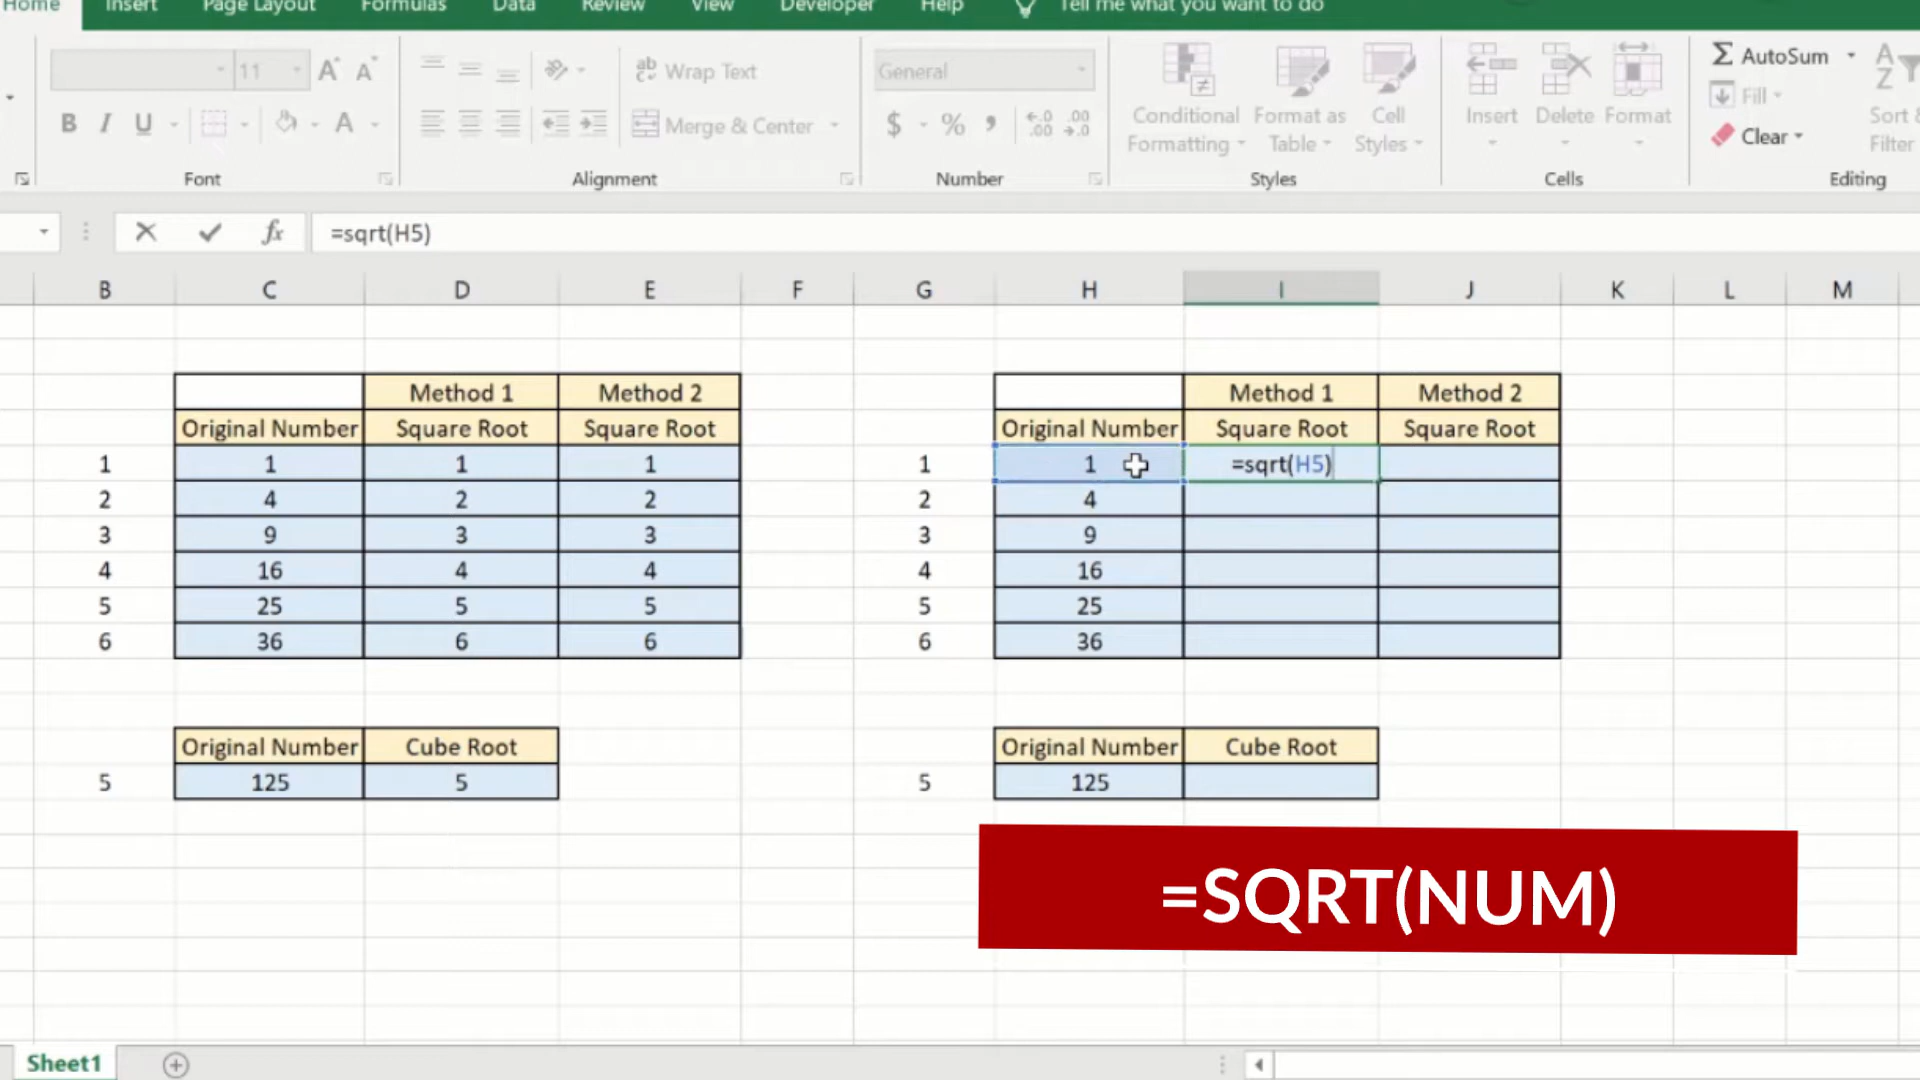 Home Insert Page Layout Formulas Data Review View Developer Help Tell me what you want to do
11 A A ab Wrap Text General AutoSum A
Z
Fill
B I U A Merge & Center $ % , .0 .00 Conditional Format as Cell Insert Delete Format Sort &
Formatting Table Styles Clear Filter
Font Alignment Number Styles Cells Editing
fx =sqrt(H5)
B C D E F G H I J K L M
Method 1 Method 2 Method 1 Method 2
Original Number Square Root Square Root Original Number Square Root Square Root
1 1 1 1 1 1 =sqrt(H5)
2 4 2 2 2 4
3 9 3 3 3 9
4 16 4 4 4 16
5 25 5 5 5 25
6 36 6 6 6 36
Original Number Cube Root Original Number Cube Root
5 125 5 5 125
=SQRT(NUM)
Sheet1